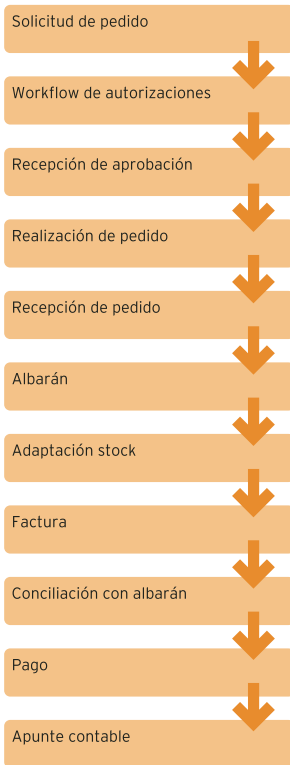 Solicitud de pedido
Workflow de autorizaciones
Recepción de aprobación
Realización de pedido
Recepción de pedido
Albarán
Adaptación stock
Factura
Conciliación con albarán
Pago
Apunte contable